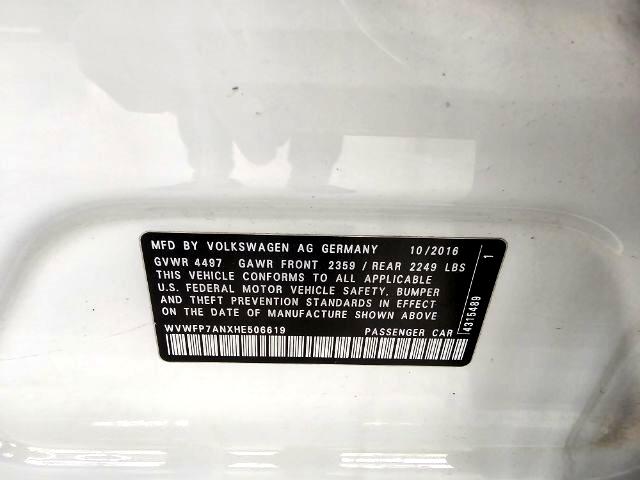 MFD BY VOLKSWAGEN AG GERMANY 10/2016
GVWR 4497 GAWR FRONT 2359 / REAR 2249 LBS
THIS VEHICLE CONFORMS TO ALL APPLICABLE
U.S. FEDERAL MOTOR VEHICLE SAFETY. BUMPER
AND THEFT PREVENTION STANDARDS IN EFFECT
ON THE DATE OF MANUFACTURE SHOWN ABOVE
WVWFP7ANXHE506619 PASSENGER CAR
4315489 1